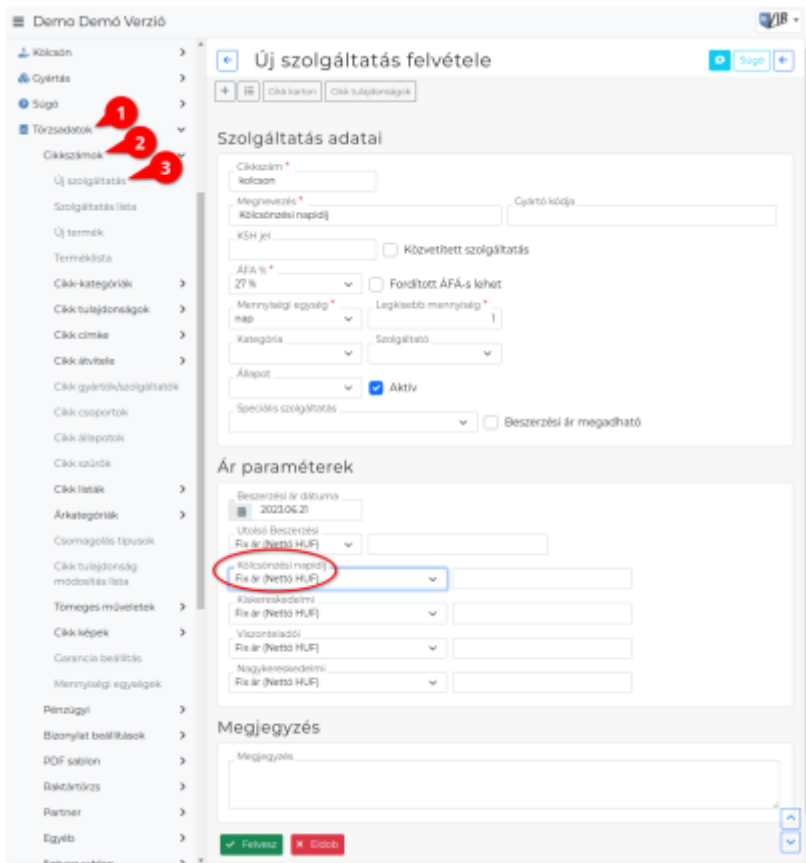 Demo Demó Verzió
VJB
Kölcsön
Gyártás
Súgó
Törzsadatok
1
Cikkszámok
2
Új szolgáltatás
3
Szolgáltatás lista
Új termék
Terméklista
Cikk-kategóriák
Cikk tulajdonságok
Cikk címke
Cikk átvitele
Cikk gyártók/szolgáltatók
Cikk csoportok
Cikk állapotok
Cikk szűrők
Cikk listák
Árkategóriák
Csomagolás típusok
Cikk tulajdonság
módosítás lista
Tömeges műveletek
Cikk képek
Garancia beállítás
Mennyiségi egységek
Pénzügyi
Bizonylat beállítások
PDF sablon
Raktártörzs
Partner
Egyéb
Új szolgáltatás felvétele
Súgó
Cikk karton Cikk tulajdonságok
Szolgáltatás adatai
Cikkszám *
kolcson
Megnevezés * Gyártó kódja
Kölcsönzési napidíj
KSH jel
Közvetített szolgáltatás
ÁFA % *
27 % Fordított ÁFÁ-s lehet
Mennyiségi egység * Legkisebb mennyiség *
nap 1
Kategória Szolgáltató
Állapot
Aktív
Speciális szolgáltatás
Beszerzési ár megadható
Ár paraméterek
Beszerzési ár dátuma
2023.06.21
Utolsó Beszerzési
Fix ár (Nettó HUF)
Kölcsönzési napidíj
Fix ár (Nettó HUF)
Kiskereskedelmi
Fix ár (Nettó HUF)
Viszonteladói
Fix ár (Nettó HUF)
Nagykereskedelmi
Fix ár (Nettó HUF)
Megjegyzés
Megjegyzés
Felvesz Eldob